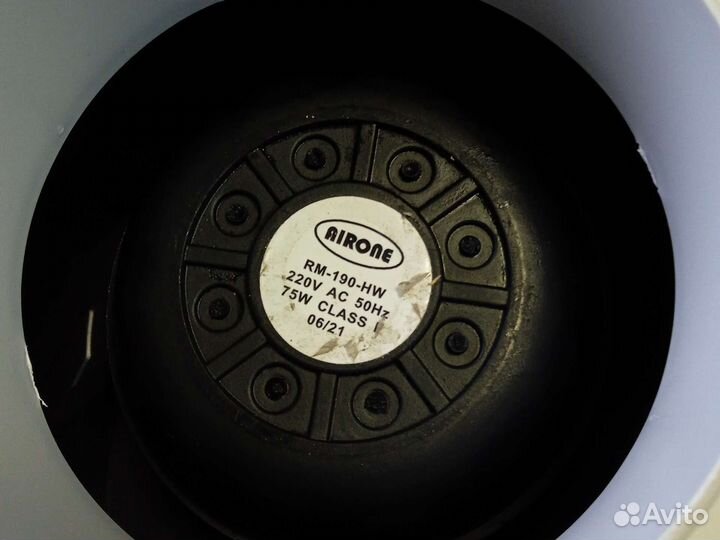 AIRONE
RM-190-HW
220V AC 50Hz
75W CLASS I
06/21
Avito